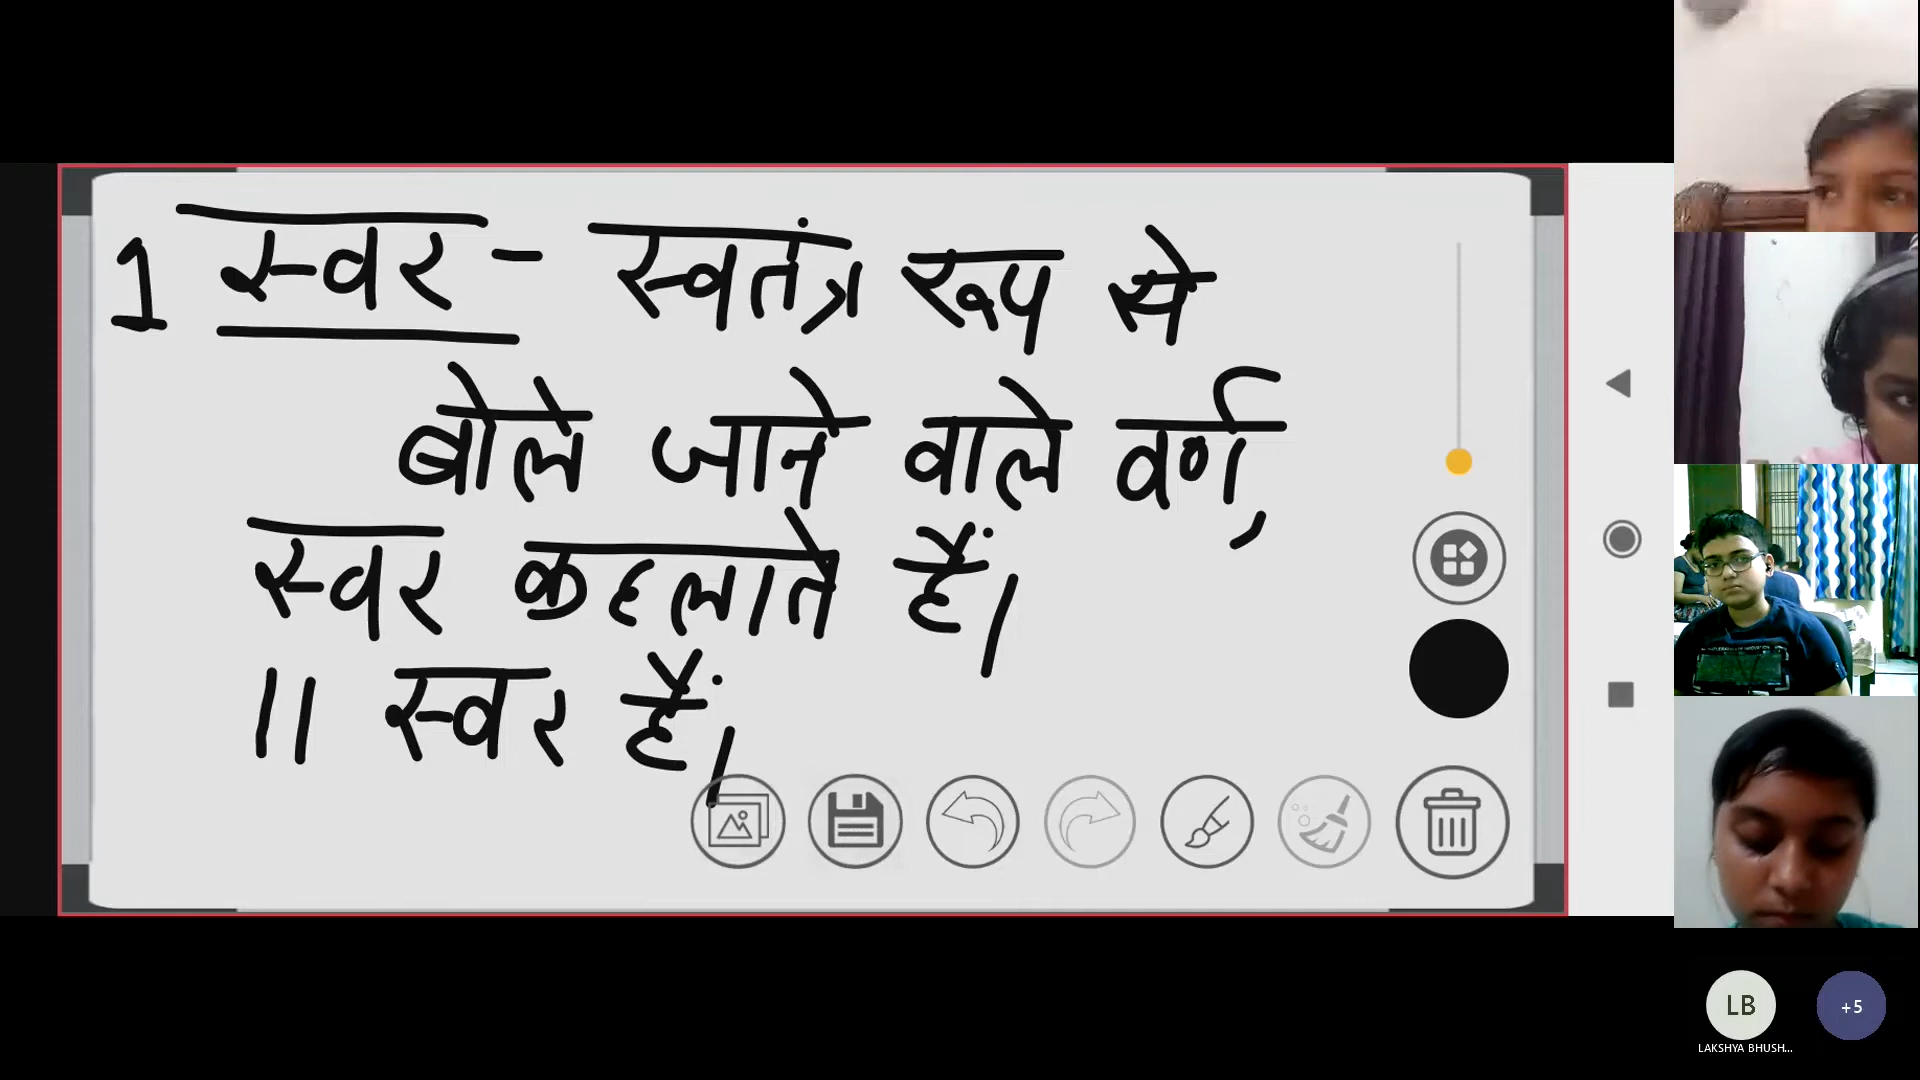 1 स्वर - स्वतंत्र रूप से
बोले जाने वाले वर्ग,
स्वर कहलाते हैं।
11 स्वर हैं।
LB
+5
LAKSHYA BHUSH...